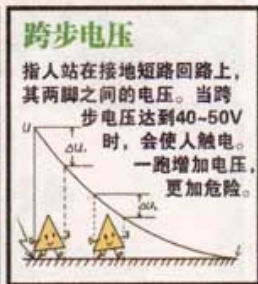 跨步电压
指人站在接地短路回路上，
其两脚之间的电压。当跨
步电压达到40~50V
时，会使人触电。
一跑增加电压，
更加危险。
U
ΔU₁
ΔU₂